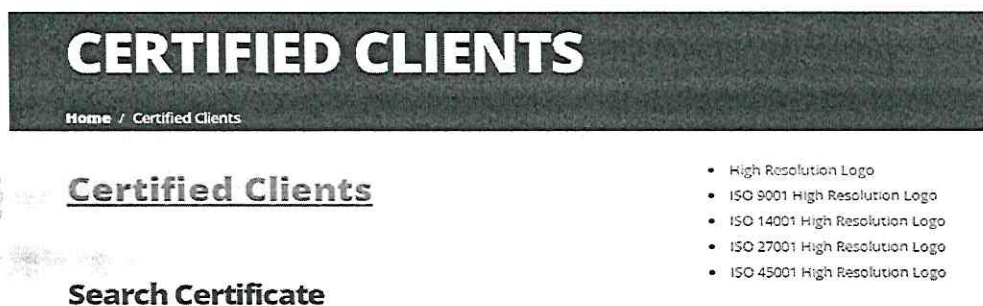 CERTIFIED CLIENTS
Home / Certified Clients
Certified Clients
Search Certificate
• High Resolution Logo
• ISO 9001 High Resolution Logo
• ISO 14001 High Resolution Logo
• ISO 27001 High Resolution Logo
• ISO 45001 High Resolution Logo